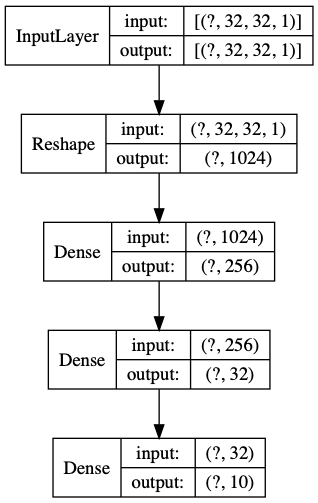 InputLayer
input: [(?, 32, 32, 1)]
output: [(?, 32, 32, 1)]
Reshape
input: (?, 32, 32, 1)
output: (?, 1024)
Dense
input: (?, 1024)
output: (?, 256)
Dense
input: (?, 256)
output: (?, 32)
Dense
input: (?, 32)
output: (?, 10)